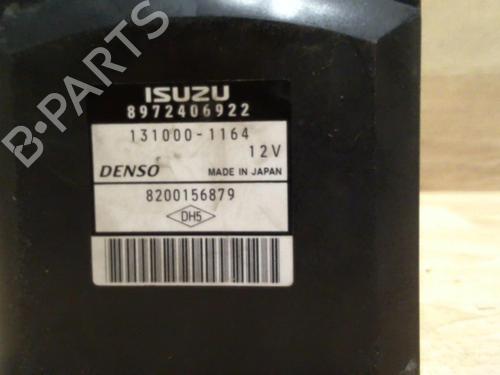 B-PARTS
ISUZU
8972406922
131000-1164
12V
DENSO MADE IN JAPAN
8200156879
DH5